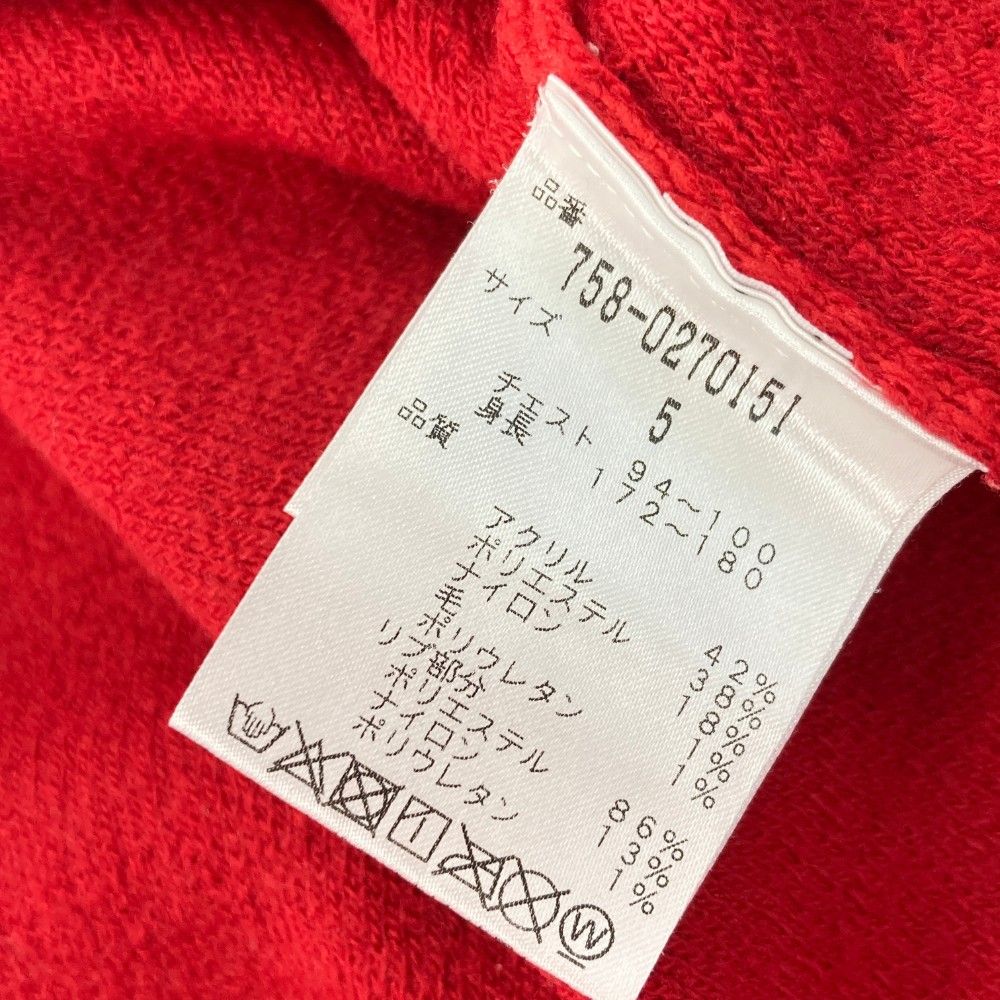 品番
758-0270151
サイズ 5
チェスト 94~100
身長 172~180
品質
アクリル 42%
ポリエステル 38%
ナイロン 18%
毛 1%
ポリウレタン 1%
リブ部分
ポリエステル 86%
ナイロン 13%
ポリウレタン 1%
W